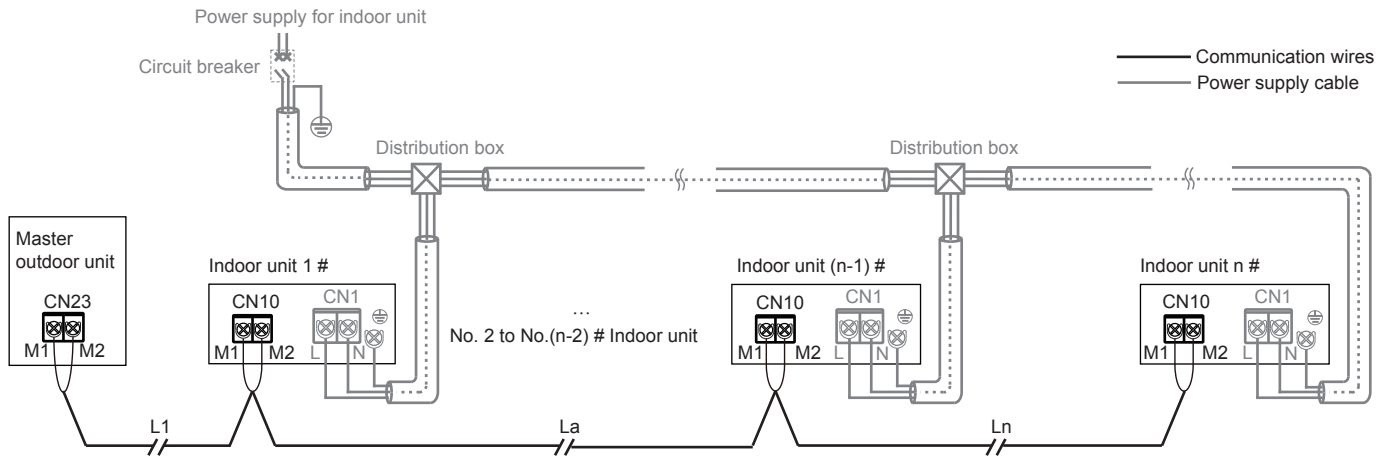 Power supply for indoor unit
Circuit breaker
Communication wires
Power supply cable
Distribution box
Distribution box
Master
outdoor unit
CN23
M1 M2
Indoor unit 1 #
CN10 CN1
M1 M2 L N
...
No. 2 to No.(n-2) # Indoor unit
Indoor unit (n-1) #
CN10 CN1
M1 M2 L N
Indoor unit n #
CN10 CN1
M1 M2 L N
L1
La
Ln